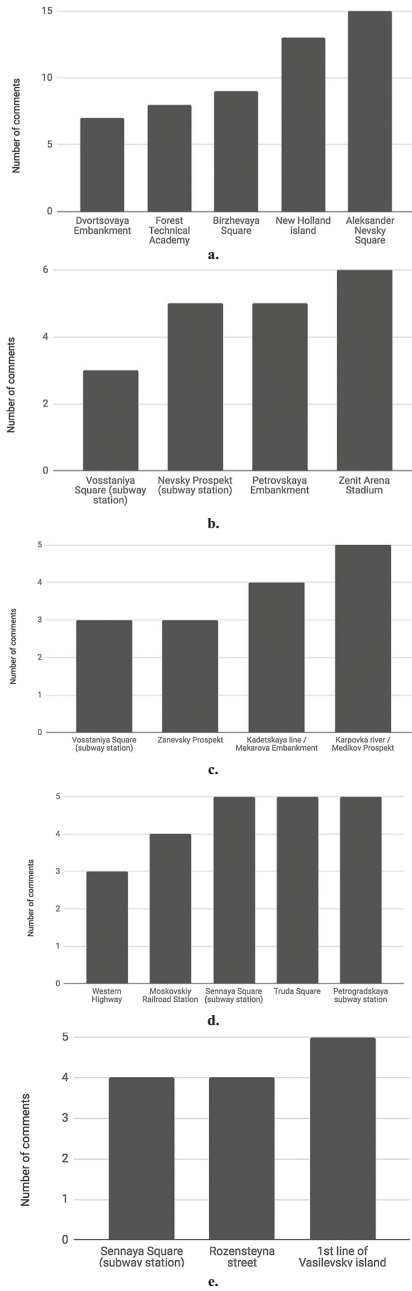 Number of comments
15
10
5
0
Dvortsovaya
Embankment
Forest
Technical
Academy
Birzhevaya
Square
New Holland
island
Aleksander
Nevsky
Square
a.
Number of comments
6
4
2
0
Vosstaniya
Square (subway
station)
Nevsky Prospekt
(subway station)
Petrovskaya
Embankment
Zenit Arena
Stadium
b.
Number of comments
5
4
3
2
1
0
Vosstaniya Square
(subway station)
Zanevsky Prospekt
Kadetskaya line /
Makarova Embankment
Karpovka river /
Medikov Prospekt
c.
Number of comments
5
4
3
2
1
0
Western
Highway
Moskovskiy
Railroad Station
Sennaya Square
(subway station)
Truda Square
Petrogradskaya
subway station
d.
Number of comments
5
4
3
2
1
0
Sennaya Square
(subway station)
Rozensteyna
street
1st line of
Vasilevsky island
e.